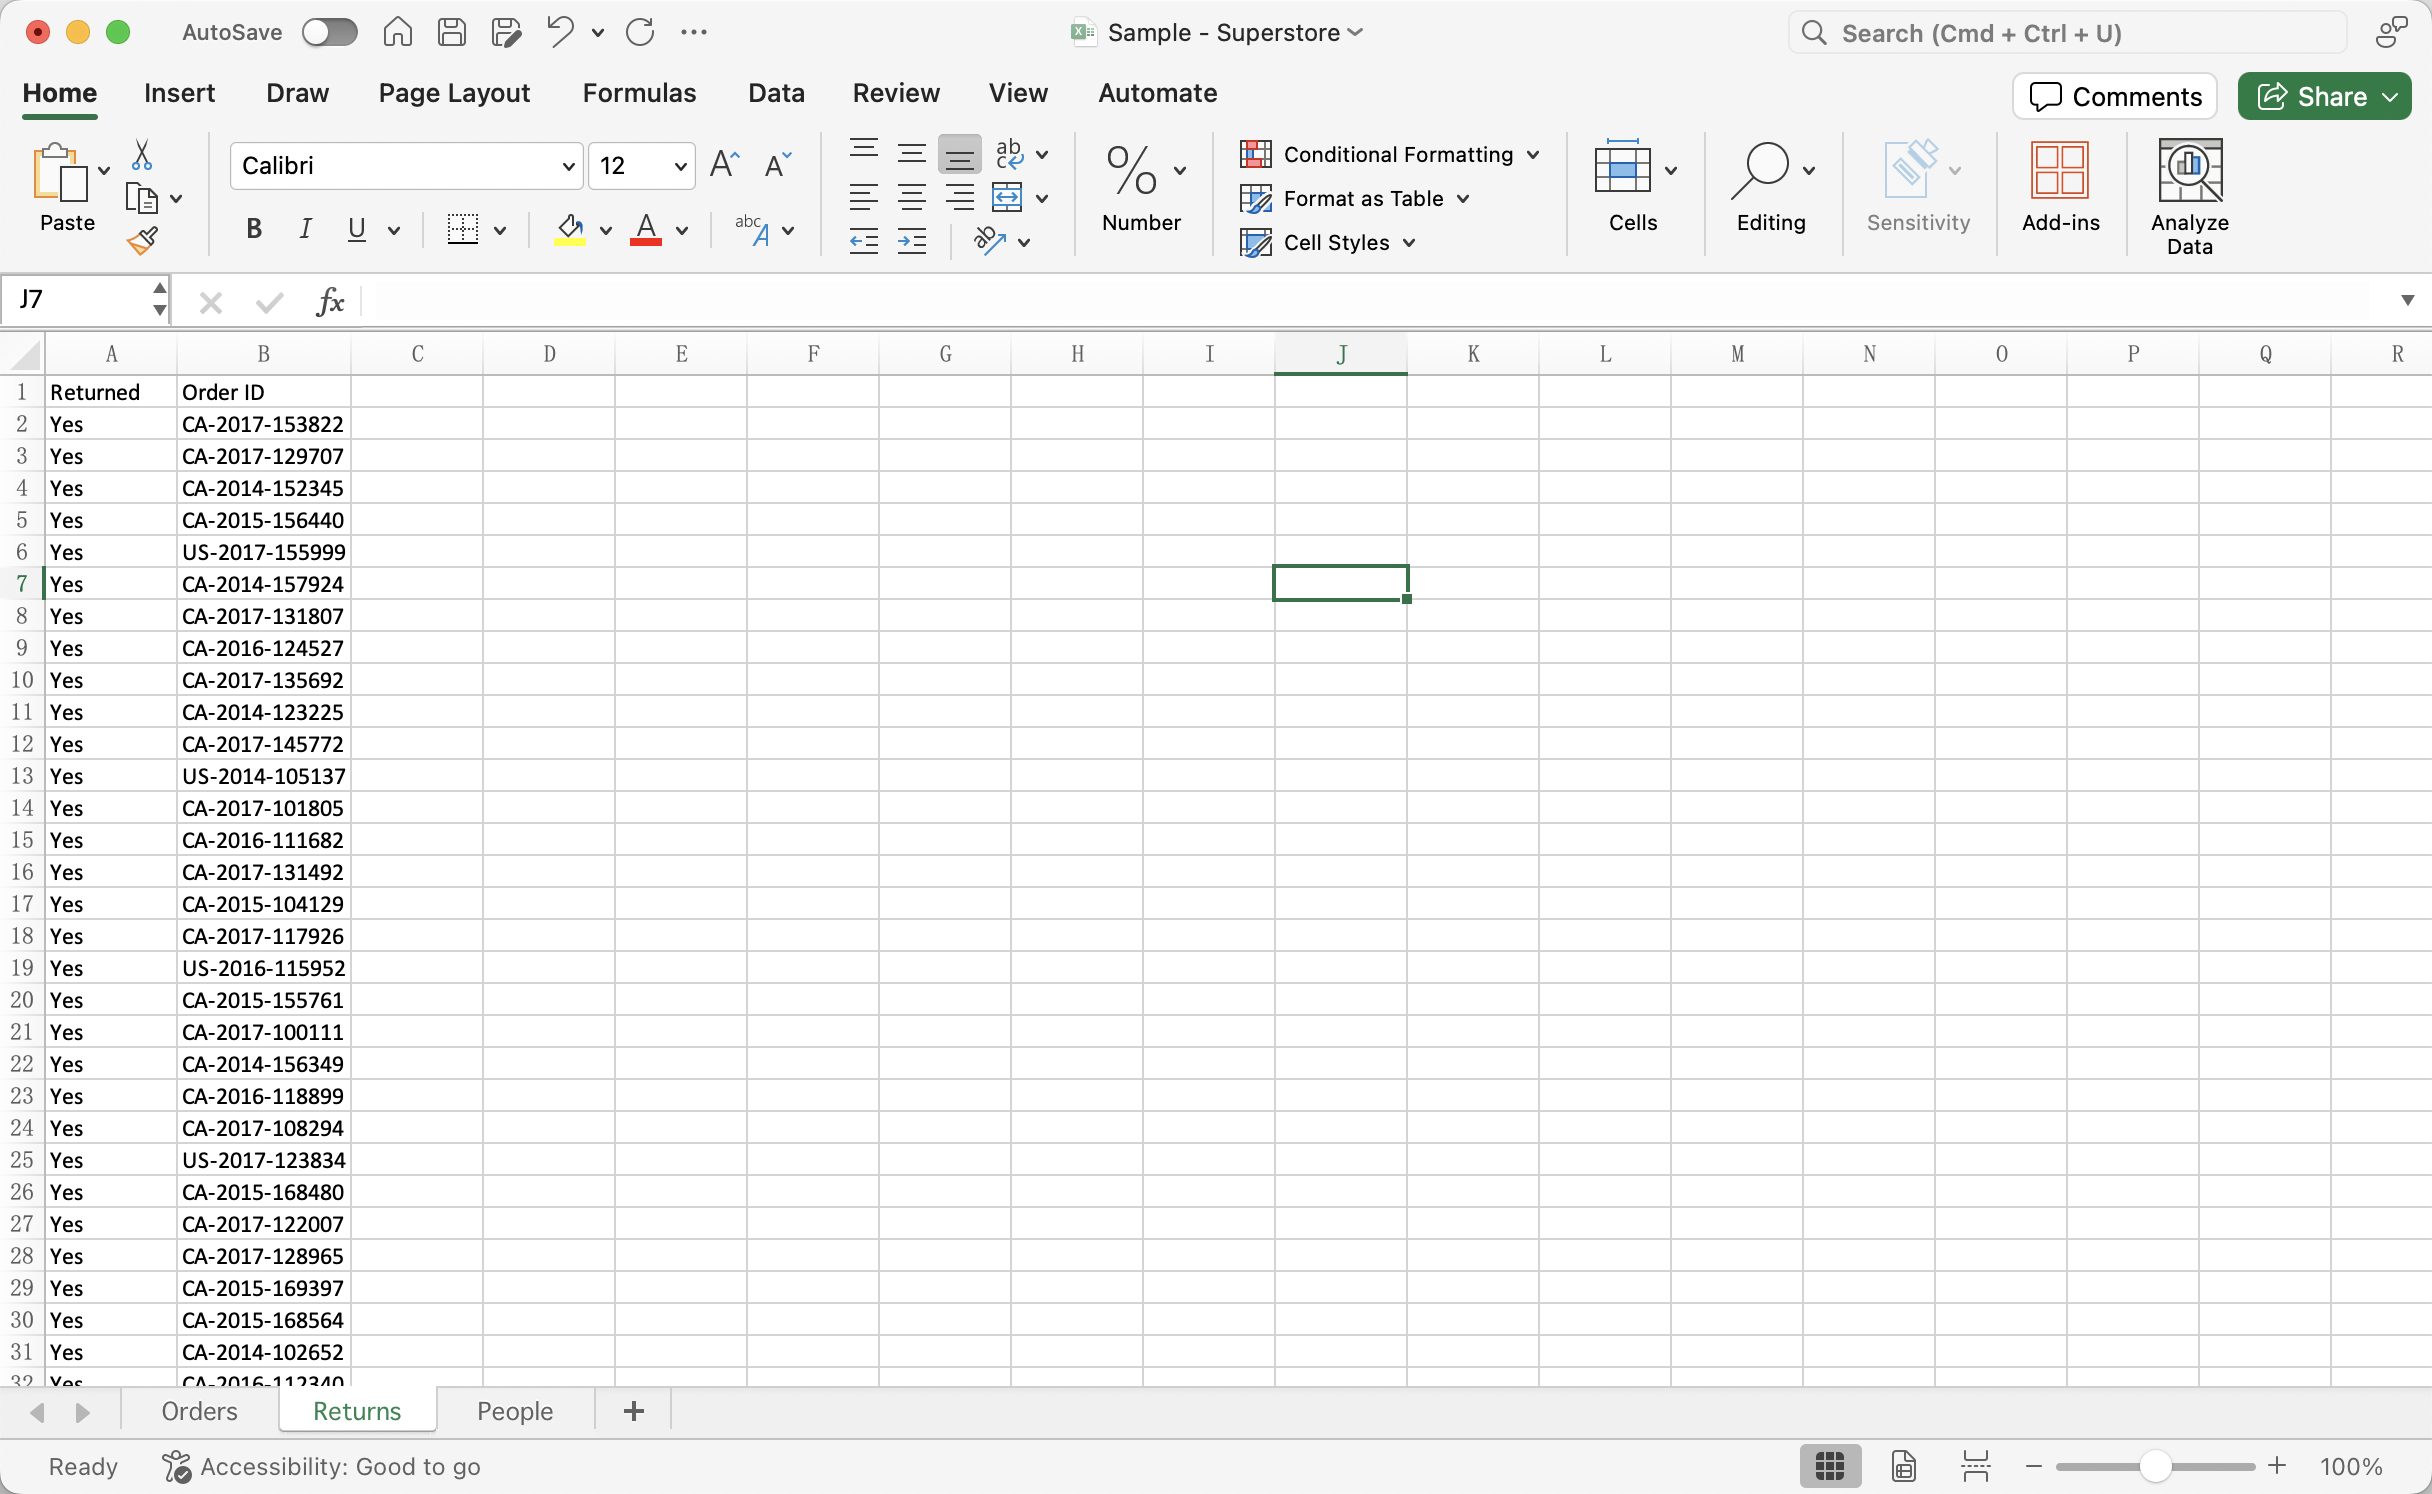 AutoSave
Sample - Superstore
Search (Cmd + Ctrl + U)
Home Insert Draw Page Layout Formulas Data Review View Automate
Comments
Share
Paste
Calibri
12
B I U
Number
Conditional Formatting
Format as Table
Cell Styles
Cells
Editing
Sensitivity
Add-ins
Analyze
Data
J7
fx
A B C D E F G H I J K L M N O P Q R
1 Returned Order ID
2 Yes CA-2017-153822
3 Yes CA-2017-129707
4 Yes CA-2014-152345
5 Yes CA-2015-156440
6 Yes US-2017-155999
7 Yes CA-2014-157924
8 Yes CA-2017-131807
9 Yes CA-2016-124527
10 Yes CA-2017-135692
11 Yes CA-2014-123225
12 Yes CA-2017-145772
13 Yes US-2014-105137
14 Yes CA-2017-101805
15 Yes CA-2016-111682
16 Yes CA-2017-131492
17 Yes CA-2015-104129
18 Yes CA-2017-117926
19 Yes US-2016-115952
20 Yes CA-2015-155761
21 Yes CA-2017-100111
22 Yes CA-2014-156349
23 Yes CA-2016-118899
24 Yes CA-2017-108294
25 Yes US-2017-123834
26 Yes CA-2015-168480
27 Yes CA-2017-122007
28 Yes CA-2017-128965
29 Yes CA-2015-169397
30 Yes CA-2015-168564
31 Yes CA-2014-102652
32 Yes CA-2016-112340
Orders Returns People +
Ready
Accessibility: Good to go
100%